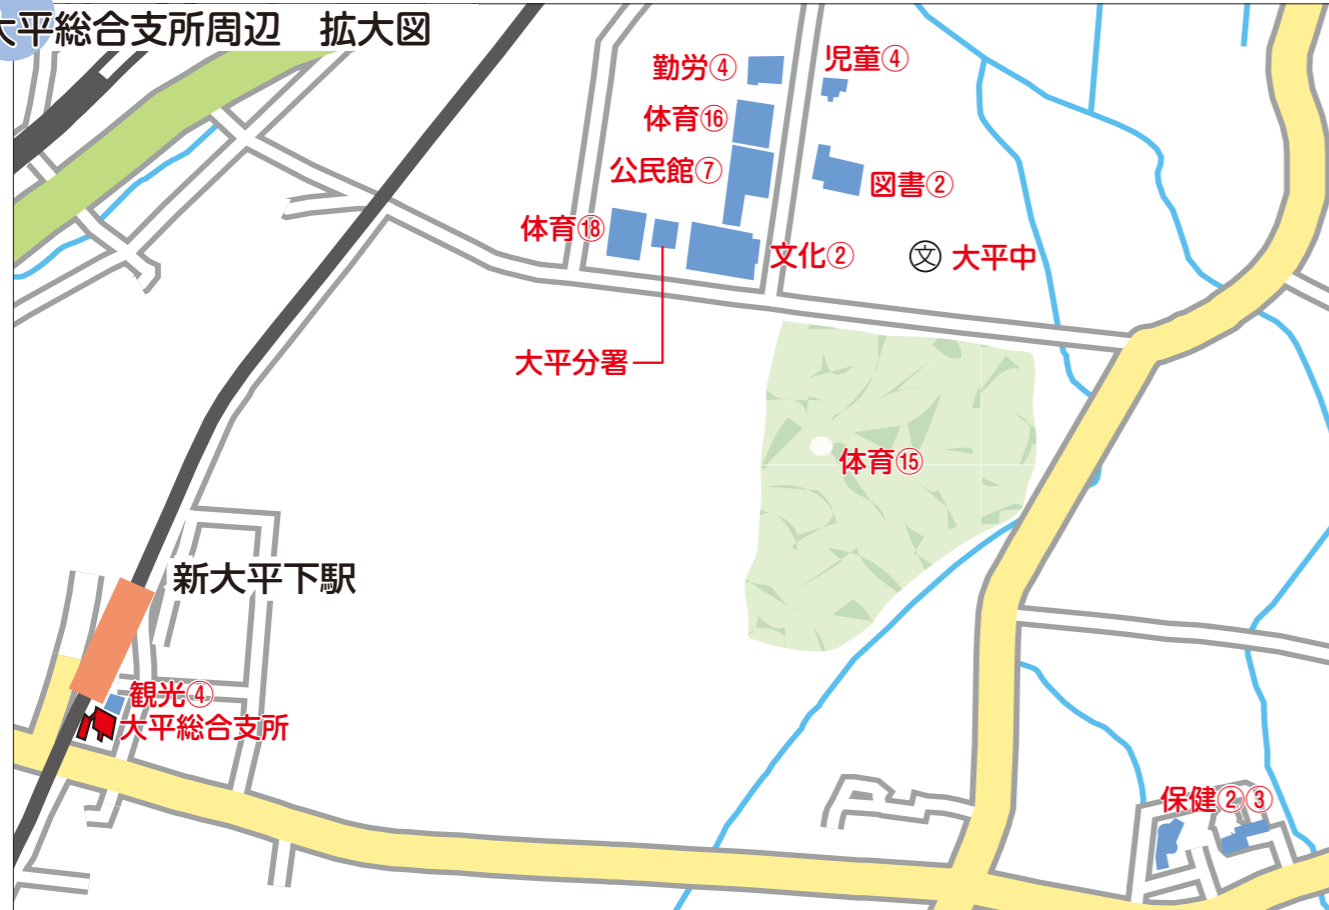 大平総合支所周辺　拡大図
勤労④
児童④
体育⑯
公民館⑦
図書②
体育⑱
文化②
文 大平中
大平分署
体育⑮
新大平下駅
観光④
大平総合支所
保健②③